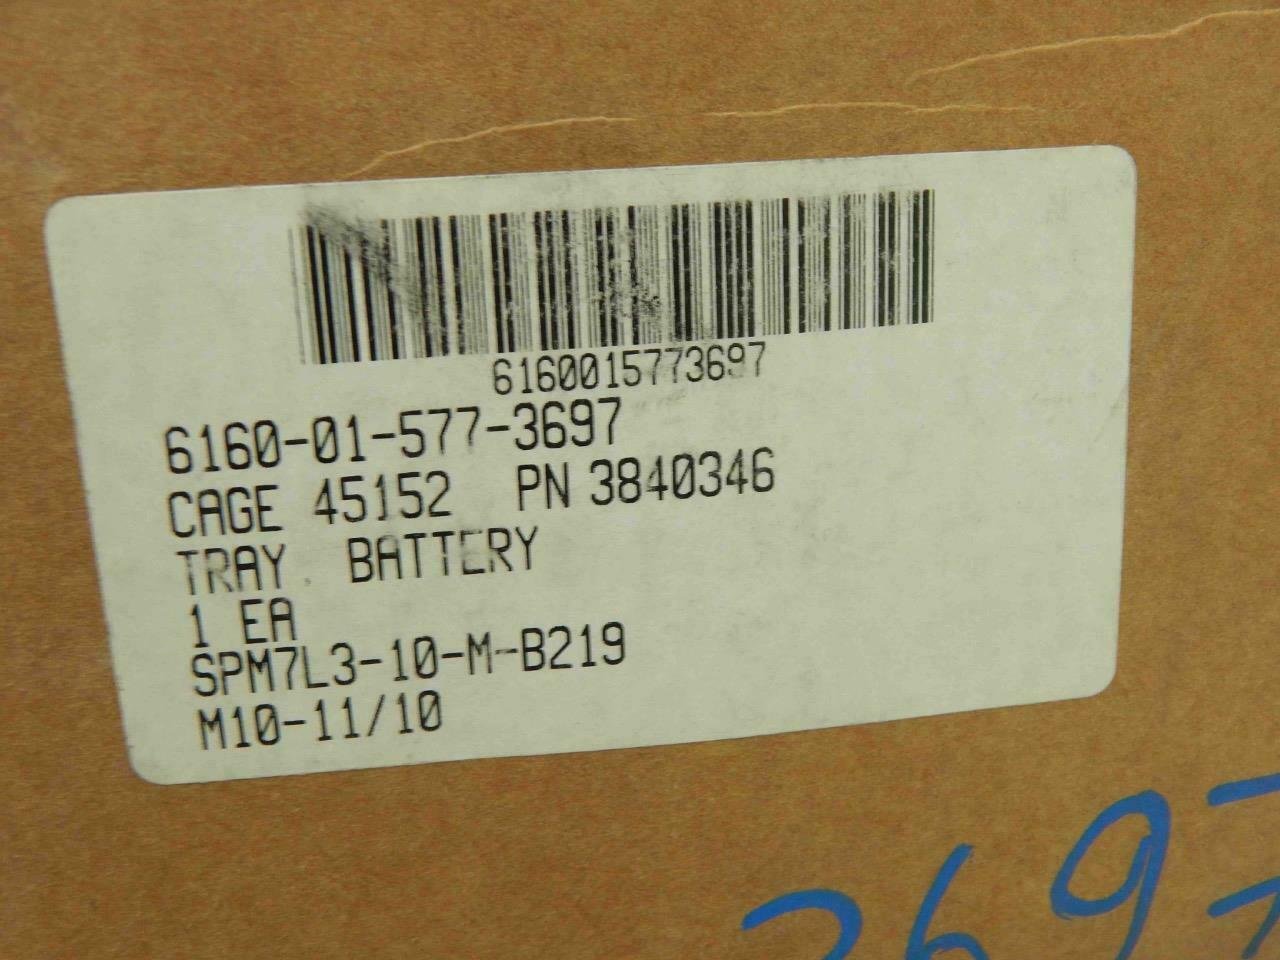 6160015773697
6160-01-577-3697
CAGE 45152 PN 3840346
TRAY, BATTERY
1 EA
SPM7L3-10-M-B219
M10-11/10
3697